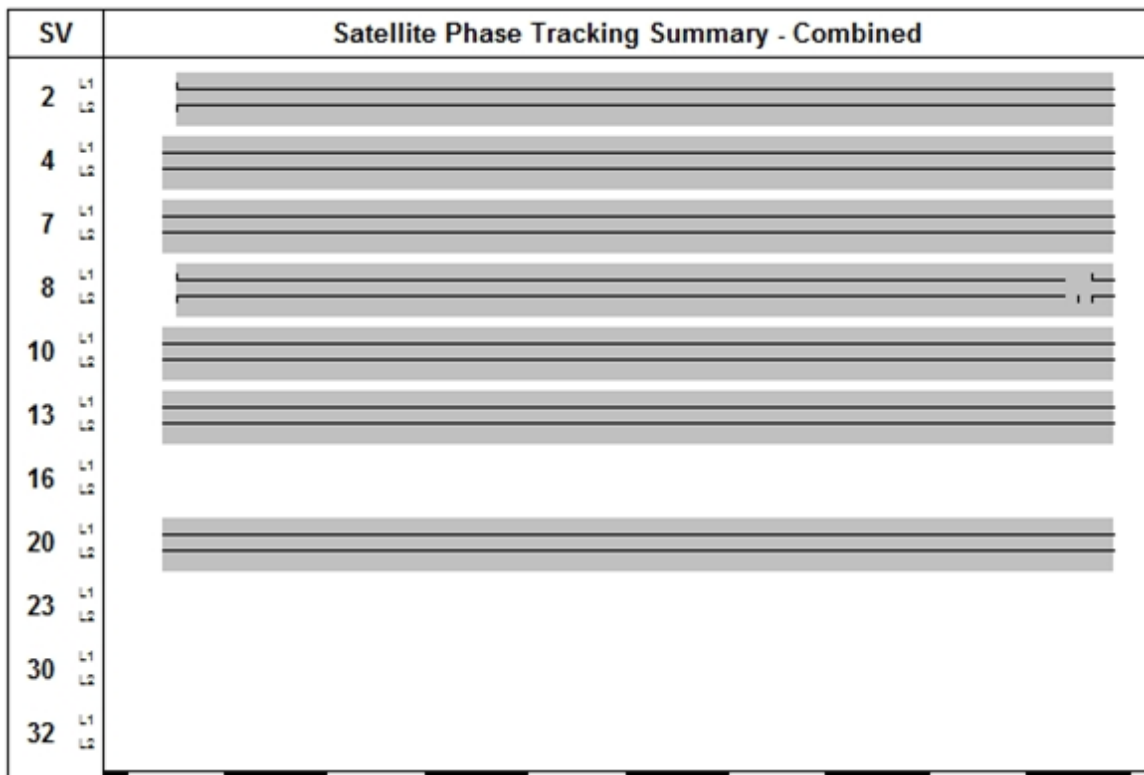 SV Satellite Phase Tracking Summary - Combined
2 L1
L2
4 L1
L2
7 L1
L2
8 L1
L2
10 L1
L2
13 L1
L2
16 L1
L2
20 L1
L2
23 L1
L2
30 L1
L2
32 L1
L2